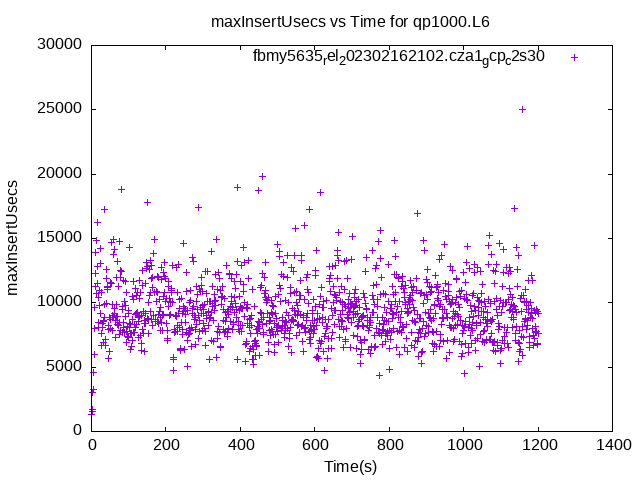 maxInsertUsecs vs Time for qp1000.L6
fbmy5635rel202302162102.cza1gcpc2s30
30000
25000
20000
15000
10000
5000
0
maxInsertUsecs
0 200 400 600 800 1000 1200 1400
Time(s)